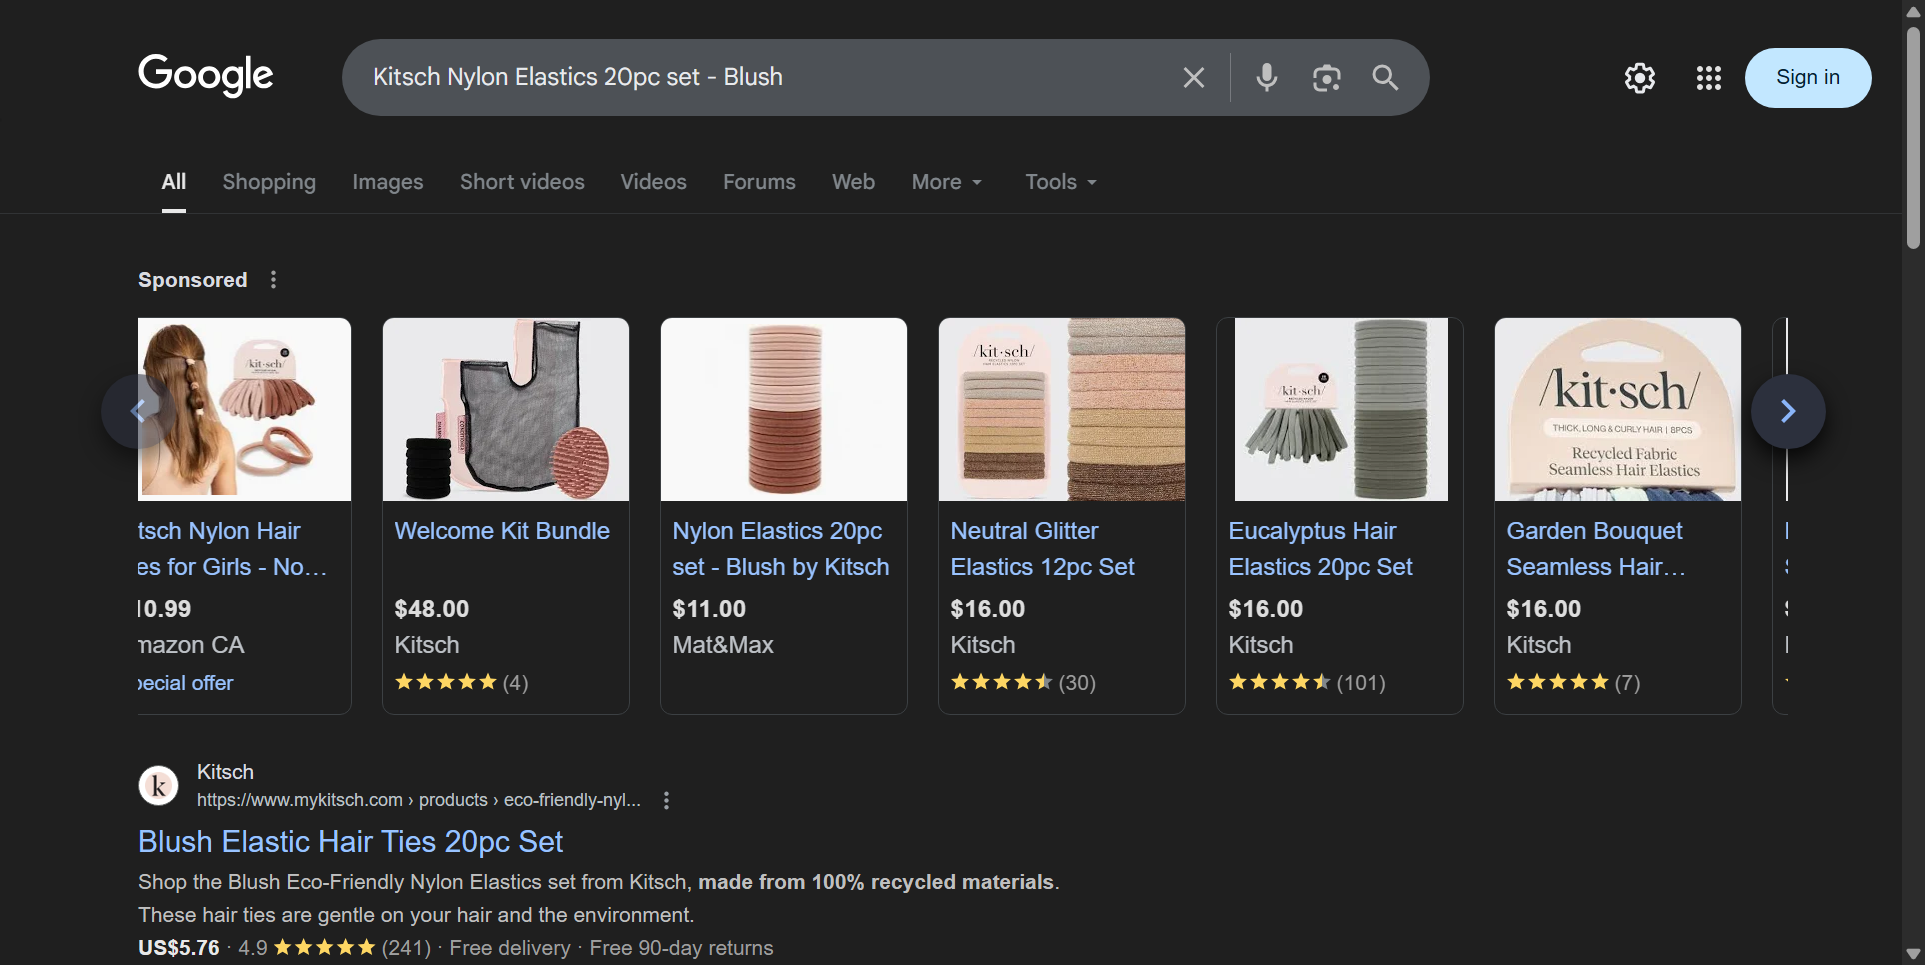 Google
Kitsch Nylon Elastics 20pc set - Blush
Sign in
All
Shopping
Images
Short videos
Videos
Forums
Web
More
Tools
Sponsored
/kit·sch/
tsch Nylon Hair
es for Girls - No...
10.99
mazon CA
pecial offer
Welcome Kit Bundle
$48.00
Kitsch
(4)
Nylon Elastics 20pc
set - Blush by Kitsch
$11.00
Mat&Max
/kit·sch/
Neutral Glitter
Elastics 12pc Set
$16.00
Kitsch
(30)
/kit·sch/
Eucalyptus Hair
Elastics 20pc Set
$16.00
Kitsch
(101)
/kit·sch/
THICK, LONG & CURLY HAIR | 8PCS
Recycled Fabric
Seamless Hair Elastics
Garden Bouquet
Seamless Hair...
$16.00
Kitsch
(7)
k
Kitsch
https://www.mykitsch.com › products › eco-friendly-nyl...
Blush Elastic Hair Ties 20pc Set
Shop the Blush Eco-Friendly Nylon Elastics set from Kitsch, made from 100% recycled materials.
These hair ties are gentle on your hair and the environment.
US$5.76 · 4.9 (241) · Free delivery · Free 90-day returns